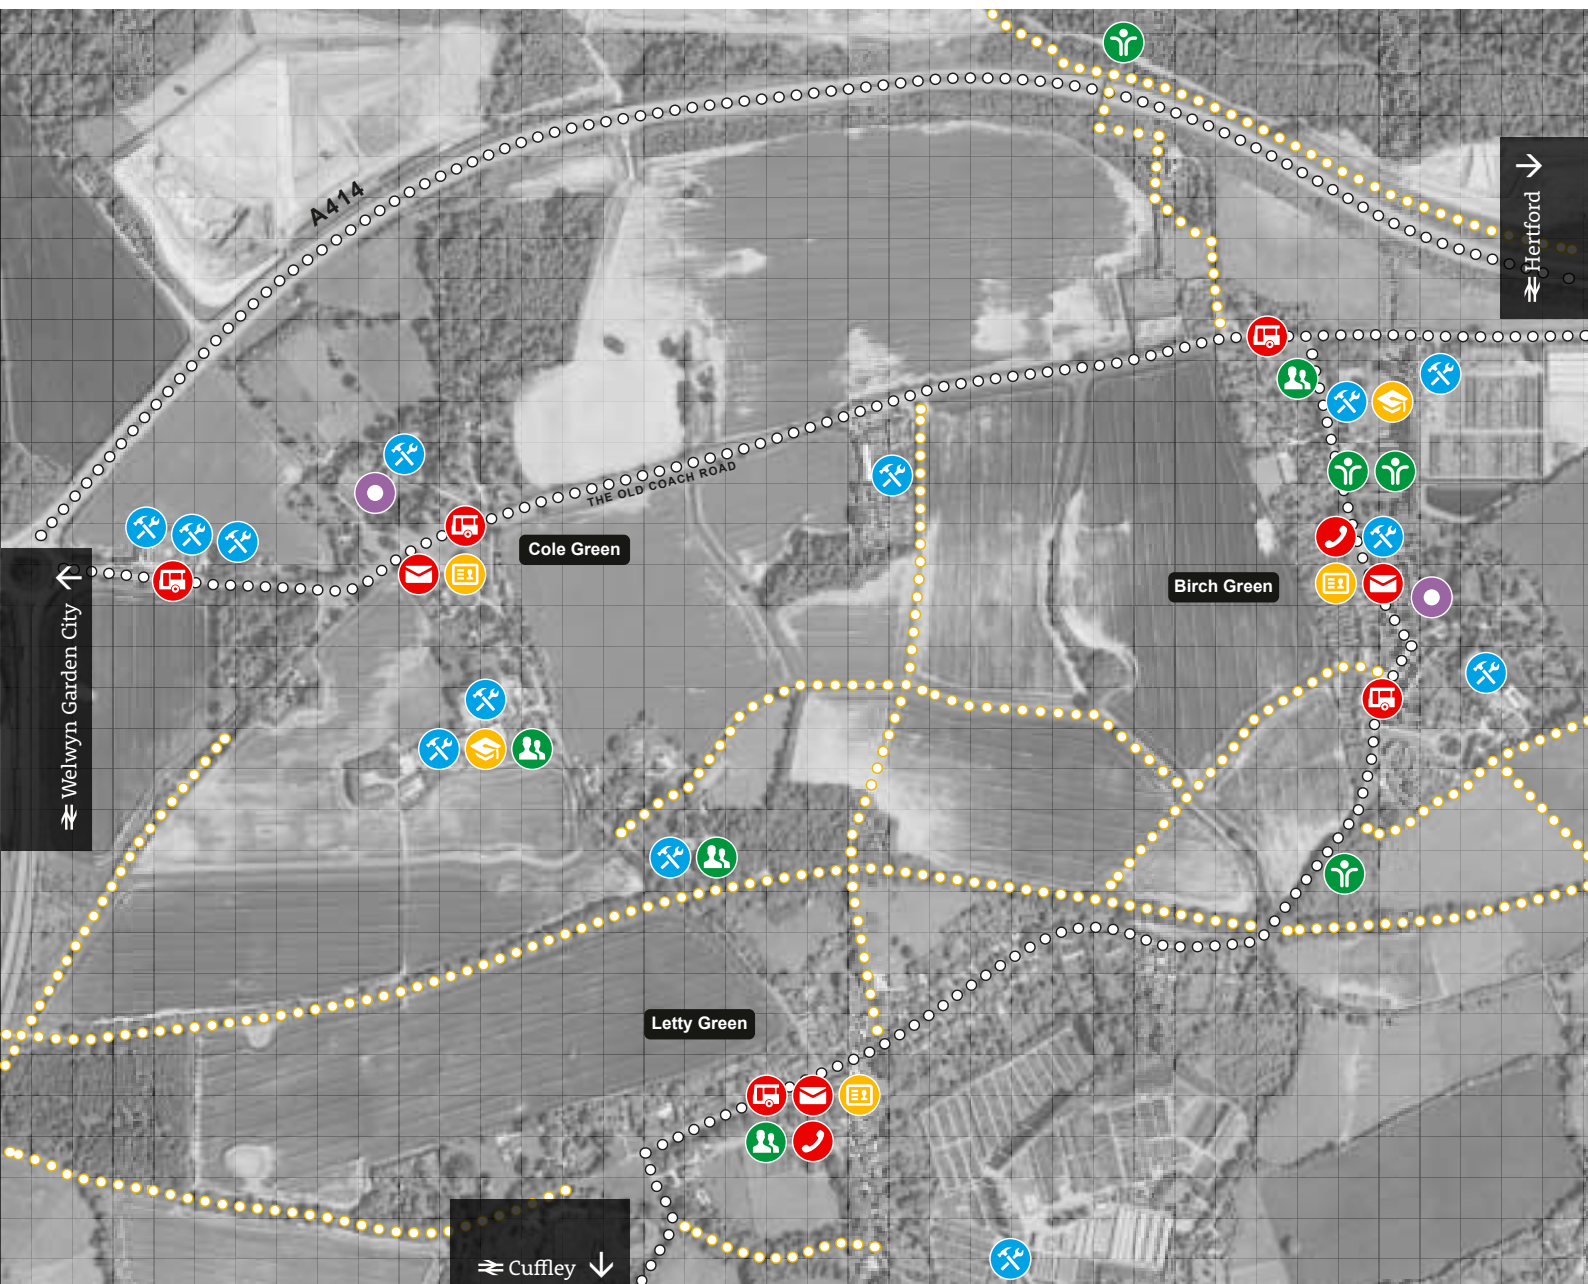 A414
Hertford
THE OLD COACH ROAD
Cole Green
Birch Green
Welwyn Garden City
Letty Green
Cuffley